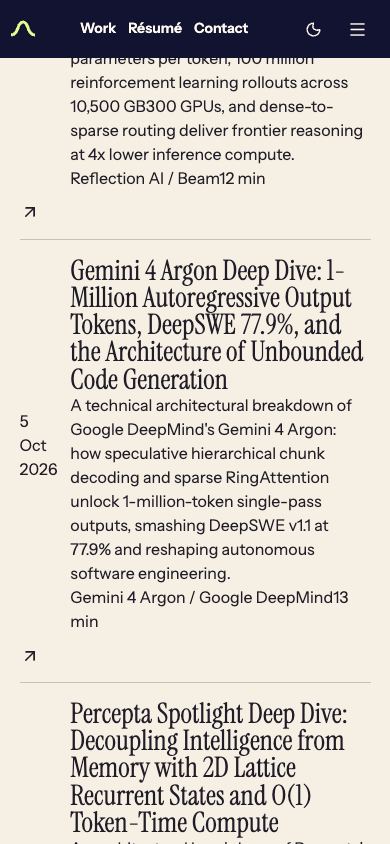 Work Résumé Contact
parameters per token, 100 million
reinforcement learning rollouts across
10,500 GB300 GPUs, and dense-to-
sparse routing deliver frontier reasoning
at 4x lower inference compute.
Reflection AI / Beam12 min
Gemini 4 Argon Deep Dive: 1-
Million Autoregressive Output
Tokens, DeepSWE 77.9%, and
the Architecture of Unbounded
Code Generation
5
Oct
2026
A technical architectural breakdown of
Google DeepMind's Gemini 4 Argon:
how speculative hierarchical chunk
decoding and sparse RingAttention
unlock 1-million-token single-pass
outputs, smashing DeepSWE v1.1 at
77.9% and reshaping autonomous
software engineering.
Gemini 4 Argon / Google DeepMind13
min
Percepta Spotlight Deep Dive:
Decoupling Intelligence from
Memory with 2D Lattice
Recurrent States and O(1)
Token-Time Compute